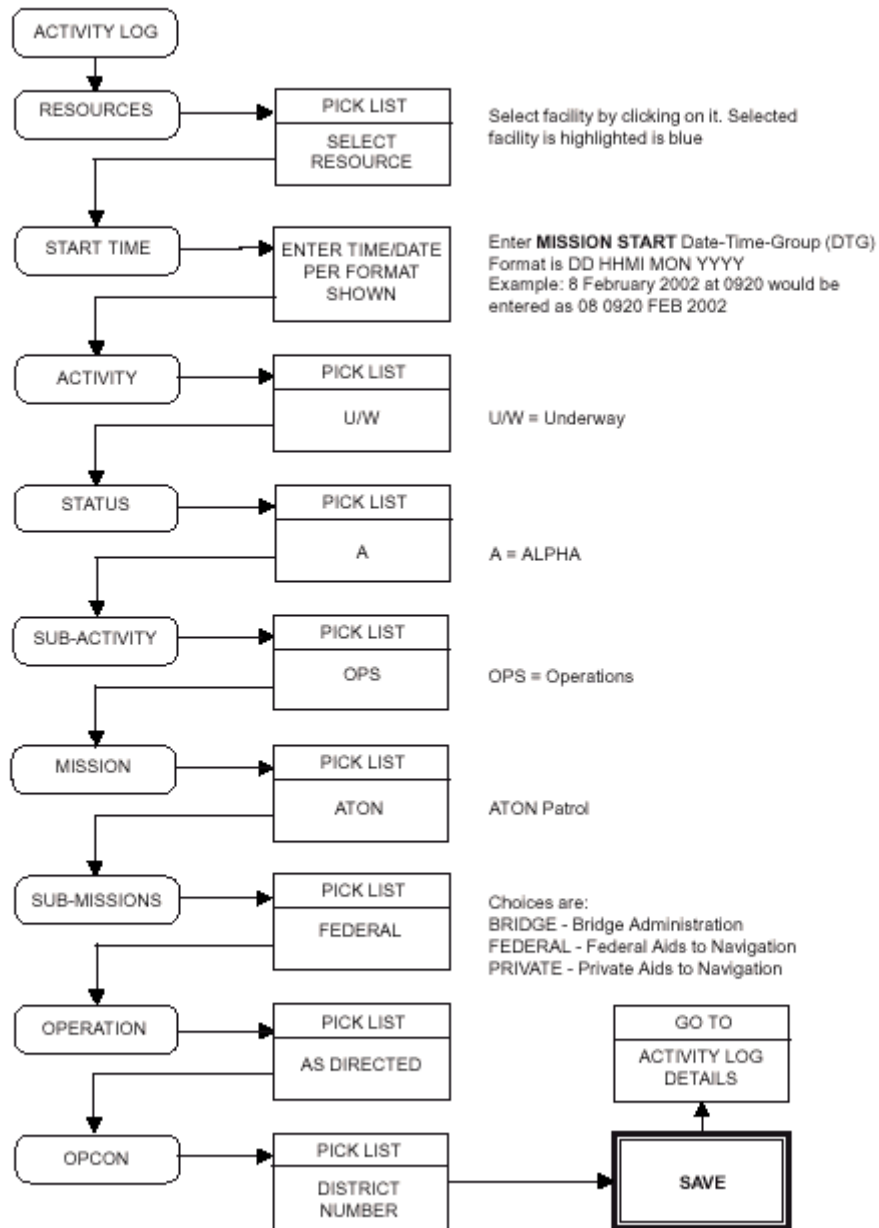 ACTIVITY LOG
RESOURCES
PICK LIST
SELECT
RESOURCE
Select facility by clicking on it. Selected
facility is highlighted is blue
START TIME
ENTER TIME/DATE
PER FORMAT
SHOWN
Enter MISSION START Date-Time-Group (DTG)
Format is DD HHMI MON YYYY
Example: 8 February 2002 at 0920 would be
entered as 08 0920 FEB 2002
ACTIVITY
PICK LIST
U/W
U/W = Underway
STATUS
PICK LIST
A
A = ALPHA
SUB-ACTIVITY
PICK LIST
OPS
OPS = Operations
MISSION
PICK LIST
ATON
ATON Patrol
SUB-MISSIONS
PICK LIST
FEDERAL
Choices are:
BRIDGE - Bridge Administration
FEDERAL - Federal Aids to Navigation
PRIVATE - Private Aids to Navigation
OPERATION
PICK LIST
AS DIRECTED
GO TO
ACTIVITY LOG
DETAILS
OPCON
PICK LIST
DISTRICT
NUMBER
SAVE